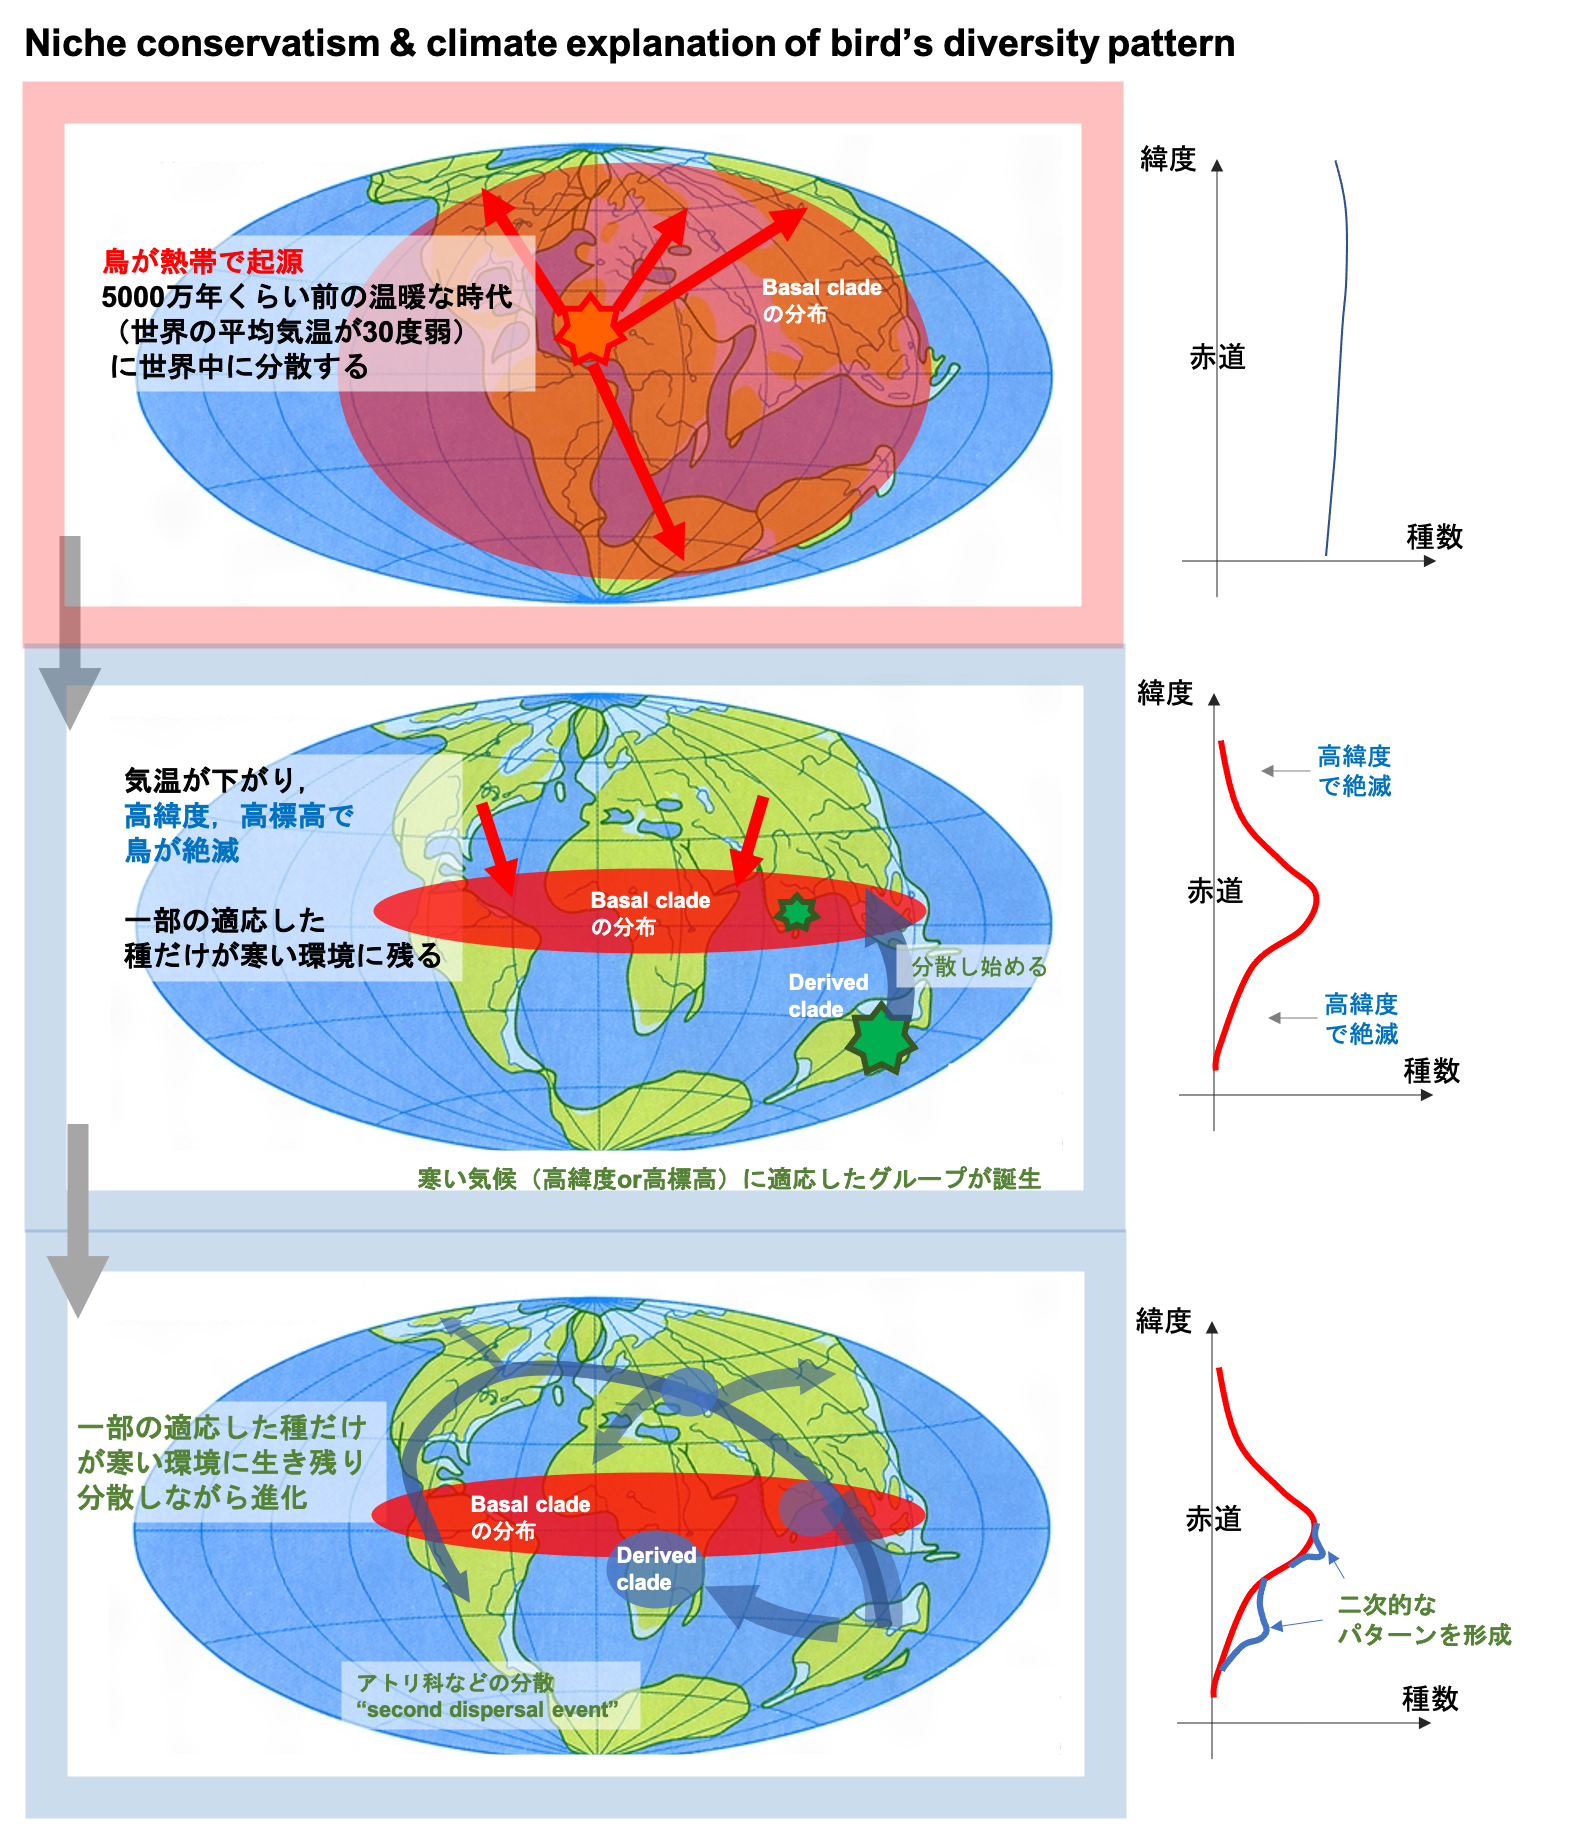 Niche conservatism & climate explanation of bird's diversity pattern
鳥が熱帯で起源
5000万年くらい前の温暖な時代
（世界の平均気温が30度弱）
に世界中に分散する
Basal clade
の分布
緯度
赤道
種数
気温が下がり，
高緯度，高標高で
鳥が絶滅
一部の適応した
種だけが寒い環境に残る
Basal clade
の分布
Derived
clade
分散し始める
寒い気候（高緯度or高標高）に適応したグループが誕生
緯度
高緯度
で絶滅
赤道
高緯度
で絶滅
種数
一部の適応した種だけ
が寒い環境に生き残り
分散しながら進化
Basal clade
の分布
Derived
clade
アトリ科などの分散
“second dispersal event”
緯度
赤道
二次的な
パターンを形成
種数